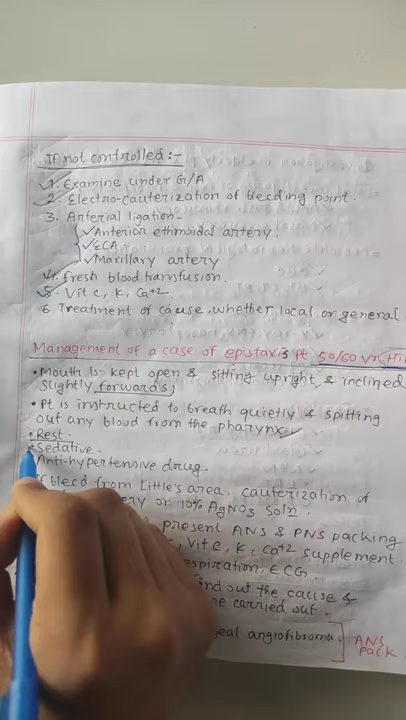 If not controlled:-
1. Examine under G/A
2. Electro-cauterization of bleeding point.
3. Arterial ligation-
Anterior ethmoidal artery.
ECA
Maxillary artery
4. Fresh blood transfusion.
5. Vit c, K, Ca+2.
6. Treatment of cause whether local or general.
Management of a case of epistaxis pt 50/60 yr
• Mouth is kept open & sitting upright & inclined
slightly forwards
• Pt is instructed to breath quietly & spitting
out any blood from the pharynx
• Rest.
• Sedative.
Anti-hypertensive drug.
If bleed from Little's area, cauterization of
or 10% AgNO3 soln.
present ANS & PNS packing
, Vit c, K, Ca+2 supplement.
espiration, ECG.
out the cause &
be carried out.
angiofibroma.
ANS
pack